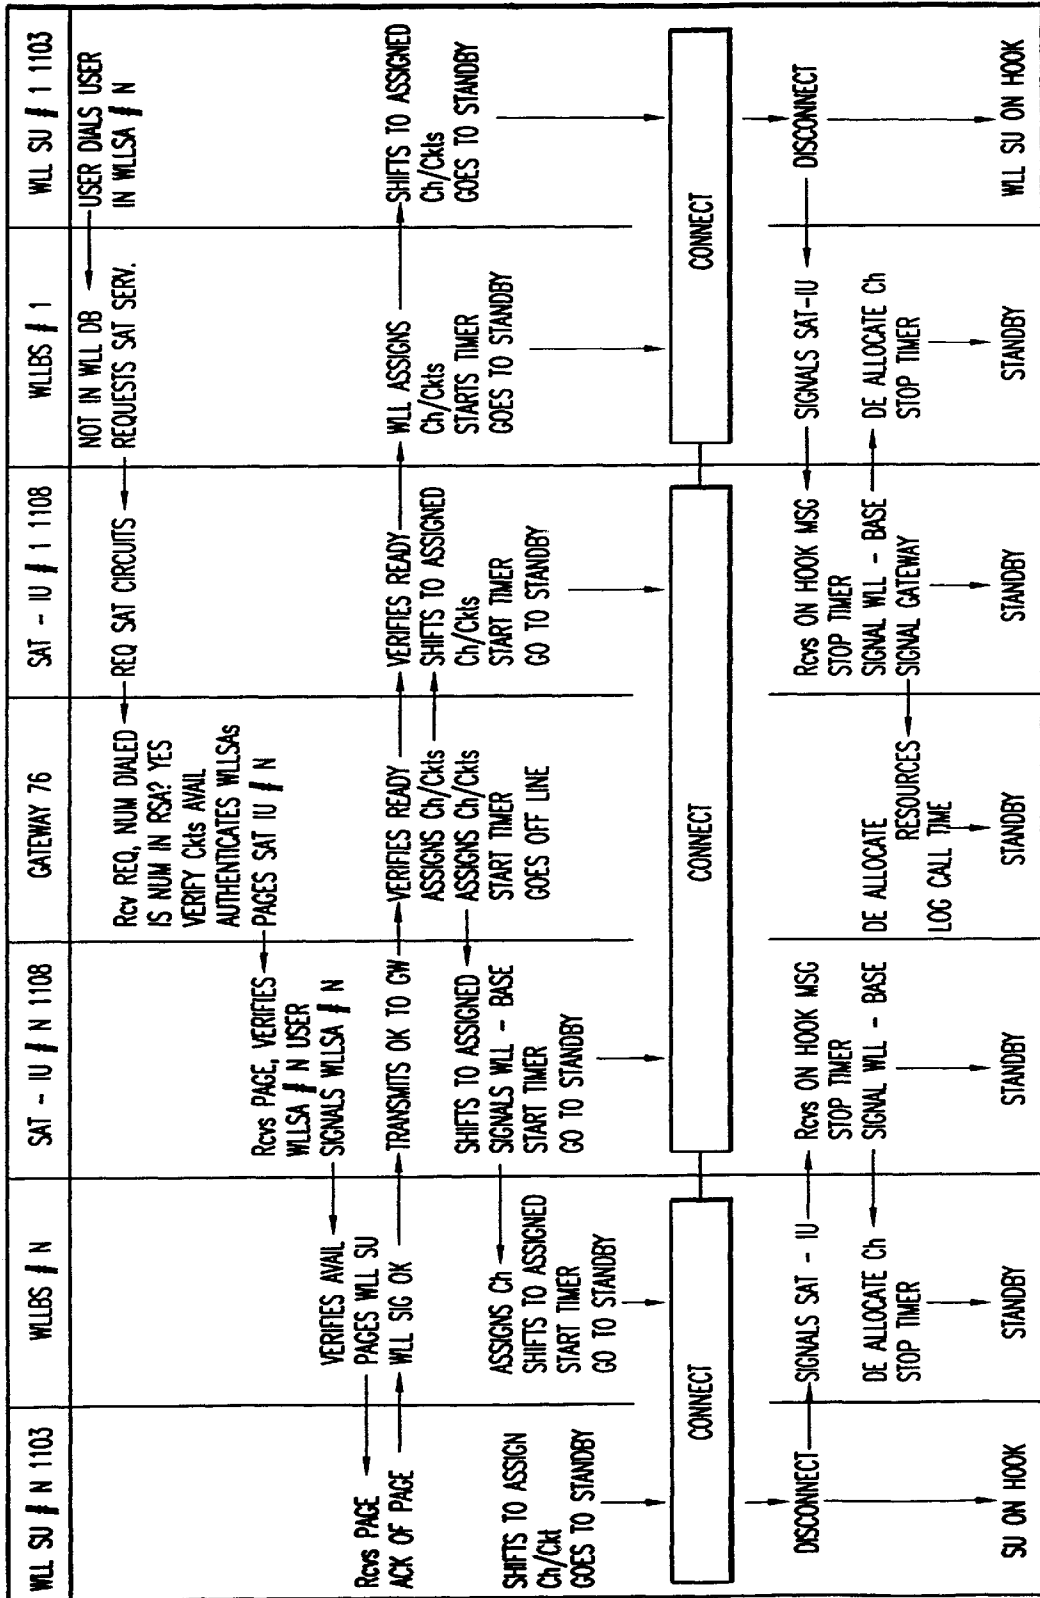 WLL SU # N 1103
WLLBS # N
SAT - IU # N 1108
GATEWAY 76
SAT - IU # 1 1108
WLLBS # 1
WLL SU # 1 1103
USER DIALS USER
IN WLLSA # N
NOT IN WLL DB
REQUESTS SAT SERV.
REQ SAT CIRCUITS
Rcv REQ, NUM DIALED
IS NUM IN RSA? YES
VERIFY Ckts AVAIL
AUTHENTICATES WLLSAs
PAGES SAT IU # N
Rcvs PAGE, VERIFIES
WLLSA # N USER
SIGNALS WLLSA # N
VERIFIES AVAIL
PAGES WLL SU
Rcvs PAGE
ACK OF PAGE
WLL SIG OK
TRANSMITS OK TO GW
VERIFIES READY
ASSIGNS Ch/Ckts
ASSIGNS Ch/Ckts
START TIMER
GOES OFF LINE
VERIFIES READY
SHIFTS TO ASSIGNED
Ch/Ckts
START TIMER
GO TO STANDBY
WLL ASSIGNS
Ch/Ckts
STARTS TIMER
GOES TO STANDBY
SHIFTS TO ASSIGNED
Ch/Ckts
GOES TO STANDBY
SHIFTS TO ASSIGNED
SIGNALS WLL - BASE
START TIMER
GO TO STANDBY
ASSIGNS Ch
SHIFTS TO ASSIGNED
START TIMER
GO TO STANDBY
SHIFTS TO ASSIGN
Ch/Ckt
GOES TO STANDBY
CONNECT
CONNECT
CONNECT
DISCONNECT
SIGNALS SAT - IU
Rcvs ON HOOK MSG
STOP TIMER
SIGNAL WLL - BASE
DE ALLOCATE Ch
STOP TIMER
DE ALLOCATE
RESOURCES
LOG CALL TIME
Rcvs ON HOOK MSG
STOP TIMER
SIGNAL WLL - BASE
SIGNAL GATEWAY
SIGNALS SAT-IU
DE ALLOCATE Ch
STOP TIMER
DISCONNECT
SU ON HOOK
STANDBY
STANDBY
STANDBY
STANDBY
STANDBY
WLL SU ON HOOK